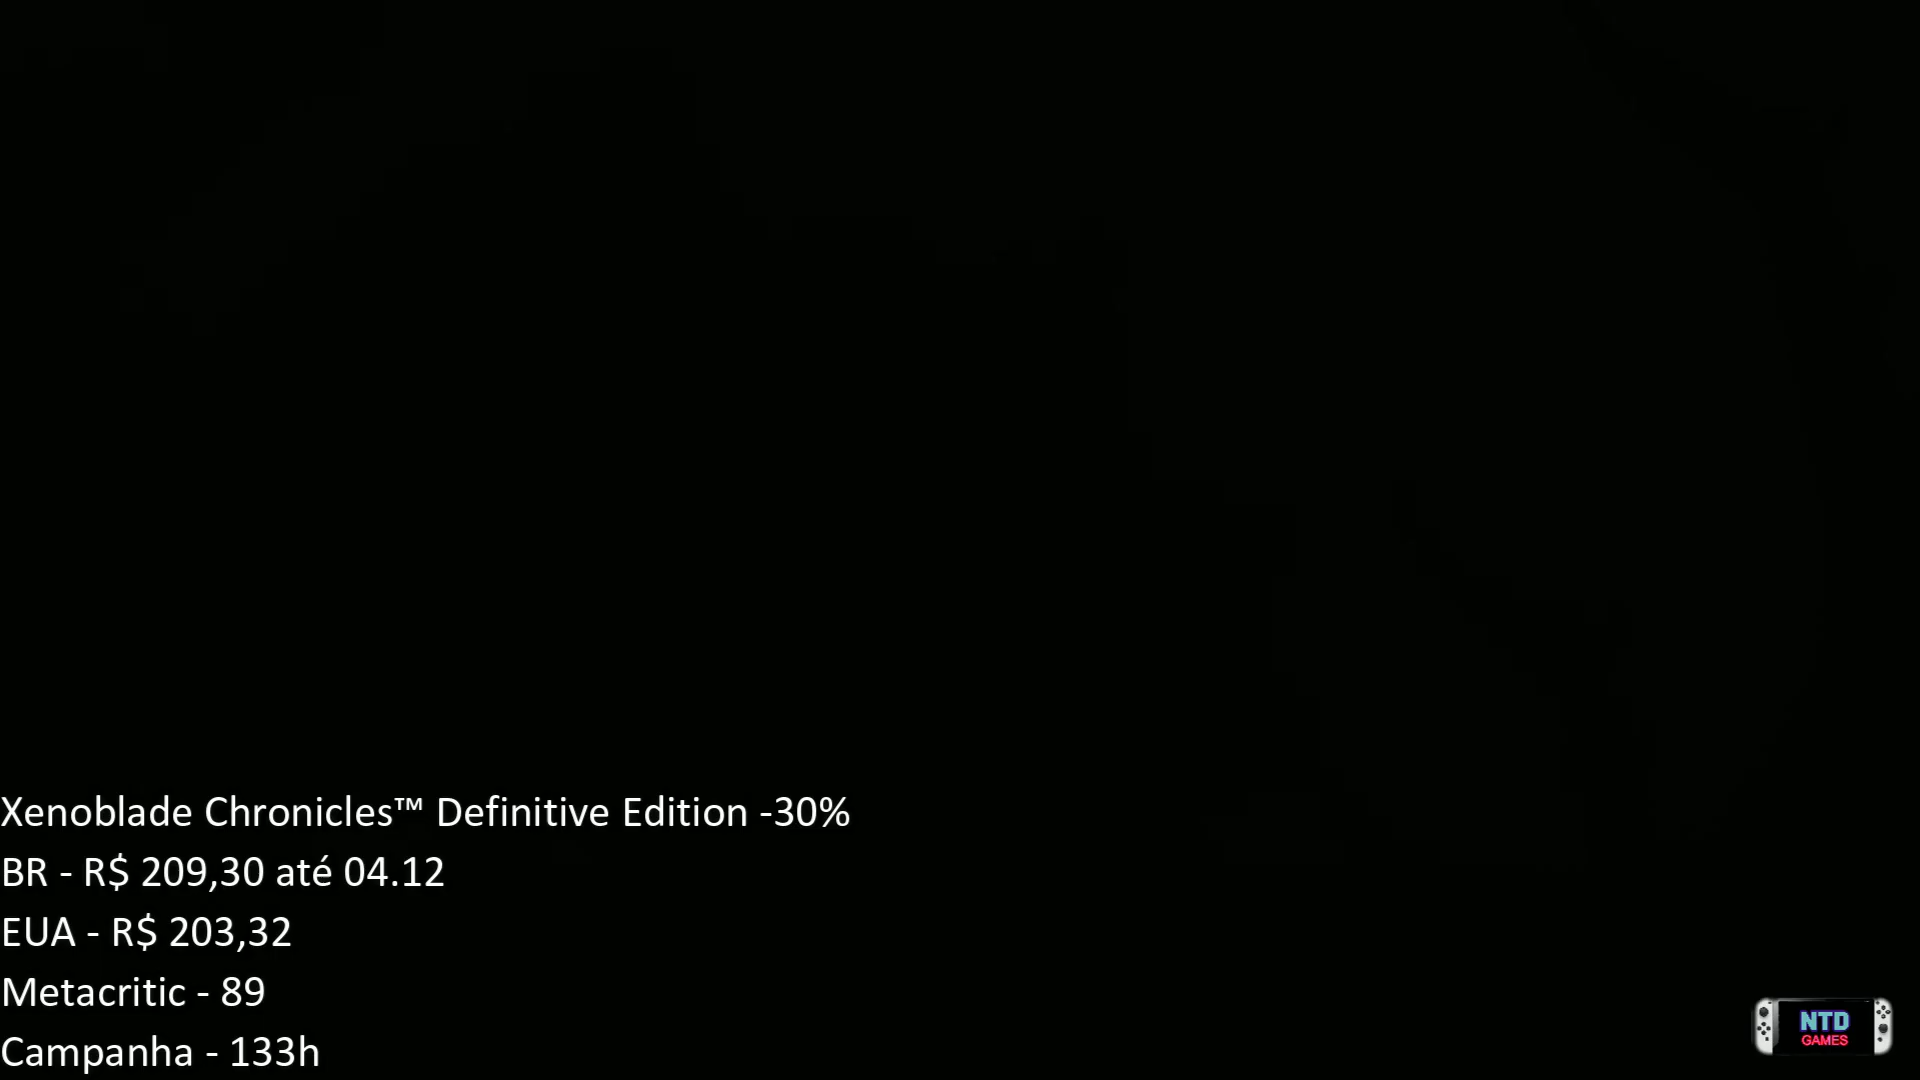 Xenoblade Chronicles™ Definitive Edition -30%
BR - R$ 209,30 até 04.12
EUA - R$ 203,32
Metacritic - 89
Campanha - 133h
NTD
GAMES